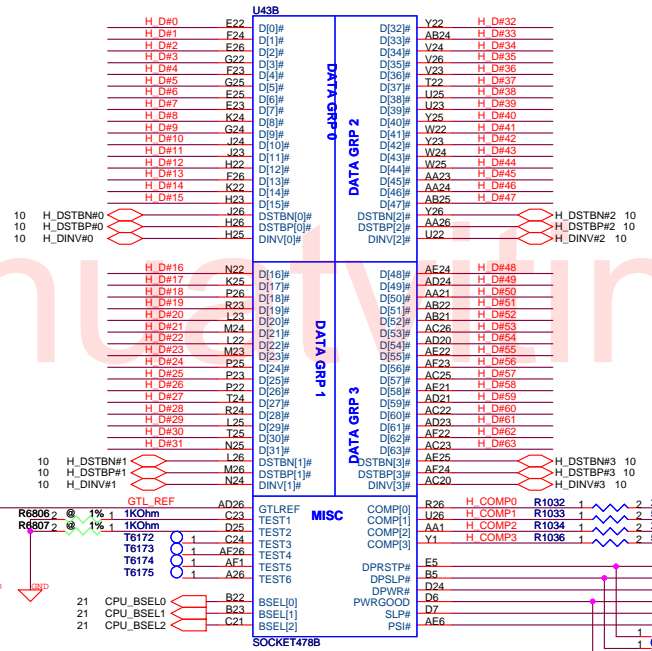 U43B
H_D#0 E22 D[0]# D[32]# Y22 H_D#32
H_D#1 F24 D[1]# D[33]# AB24 H_D#33
H_D#2 E26 D[2]# D[34]# V24 H_D#34
H_D#3 G22 D[3]# D[35]# V26 H_D#35
H_D#4 F23 D[4]# D[36]# V23 H_D#36
H_D#5 G25 D[5]# D[37]# T22 H_D#37
H_D#6 E25 D[6]# D[38]# U25 H_D#38
H_D#7 E23 D[7]# D[39]# U23 H_D#39
H_D#8 K24 D[8]# D[40]# Y25 H_D#40
H_D#9 G24 D[9]# D[41]# W22 H_D#41
H_D#10 J24 D[10]# D[42]# Y23 H_D#42
H_D#11 J23 D[11]# D[43]# W24 H_D#43
H_D#12 H22 D[12]# D[44]# W25 H_D#44
H_D#13 F26 D[13]# D[45]# AA23 H_D#45
H_D#14 K22 D[14]# D[46]# AA24 H_D#46
H_D#15 H23 D[15]# D[47]# AB25 H_D#47
10 H_DSTBN#0 J26 DSTBN[0]# DSTBN[2]# Y26 H_DSTBN#2 10
10 H_DSTBP#0 H26 DSTBP[0]# DSTBP[2]# AA26 H_DSTBP#2 10
10 H_DINV#0 H25 DINV[0]# DINV[2]# U22 H_DINV#2 10
DATA GRP 0
DATA GRP 2
H_D#16 N22 D[16]# D[48]# AE24 H_D#48
H_D#17 K25 D[17]# D[49]# AD24 H_D#49
H_D#18 P26 D[18]# D[50]# AA21 H_D#50
H_D#19 R23 D[19]# D[51]# AB22 H_D#51
H_D#20 L23 D[20]# D[52]# AB21 H_D#52
H_D#21 M24 D[21]# D[53]# AC26 H_D#53
H_D#22 L22 D[22]# D[54]# AD20 H_D#54
H_D#23 M23 D[23]# D[55]# AE22 H_D#55
H_D#24 P25 D[24]# D[56]# AF23 H_D#56
H_D#25 P23 D[25]# D[57]# AC25 H_D#57
H_D#26 P22 D[26]# D[58]# AE21 H_D#58
H_D#27 T24 D[27]# D[59]# AD21 H_D#59
H_D#28 R24 D[28]# D[60]# AC22 H_D#60
H_D#29 L25 D[29]# D[61]# AD23 H_D#61
H_D#30 T25 D[30]# D[62]# AF22 H_D#62
H_D#31 N25 D[31]# D[63]# AC23 H_D#63
10 H_DSTBN#1 L26 DSTBN[1]# DSTBN[3]# AE25 H_DSTBN#3 10
10 H_DSTBP#1 M26 DSTBP[1]# DSTBP[3]# AF24 H_DSTBP#3 10
10 H_DINV#1 N24 DINV[1]# DINV[3]# AC20 H_DINV#3 10
DATA GRP 1
DATA GRP 3
MISC
GTL_REF AD26 GTLREF COMP[0] R26 H_COMP0 R1032 1 2
R6806 2 @ 1% 1 1KOhm C23 TEST1 COMP[1] U26 H_COMP1 R1033 1 2
R6807 2 @ 1% 1 1KOhm D25 TEST2 COMP[2] AA1 H_COMP2 R1034 1 2
T6172 1 C24 TEST3 COMP[3] Y1 H_COMP3 R1036 1 2
T6173 1 AF26 TEST4
T6174 1 AF1 TEST5 DPRSTP# E5
T6175 1 A26 TEST6 DPSLP# B5
DPWR# D24
21 CPU_BSEL0 B22 BSEL[0] PWRGOOD D6
21 CPU_BSEL1 B23 BSEL[1] SLP# D7
21 CPU_BSEL2 C21 BSEL[2] PSI# AE6
GND
SOCKET478B
1
1
huatvitin